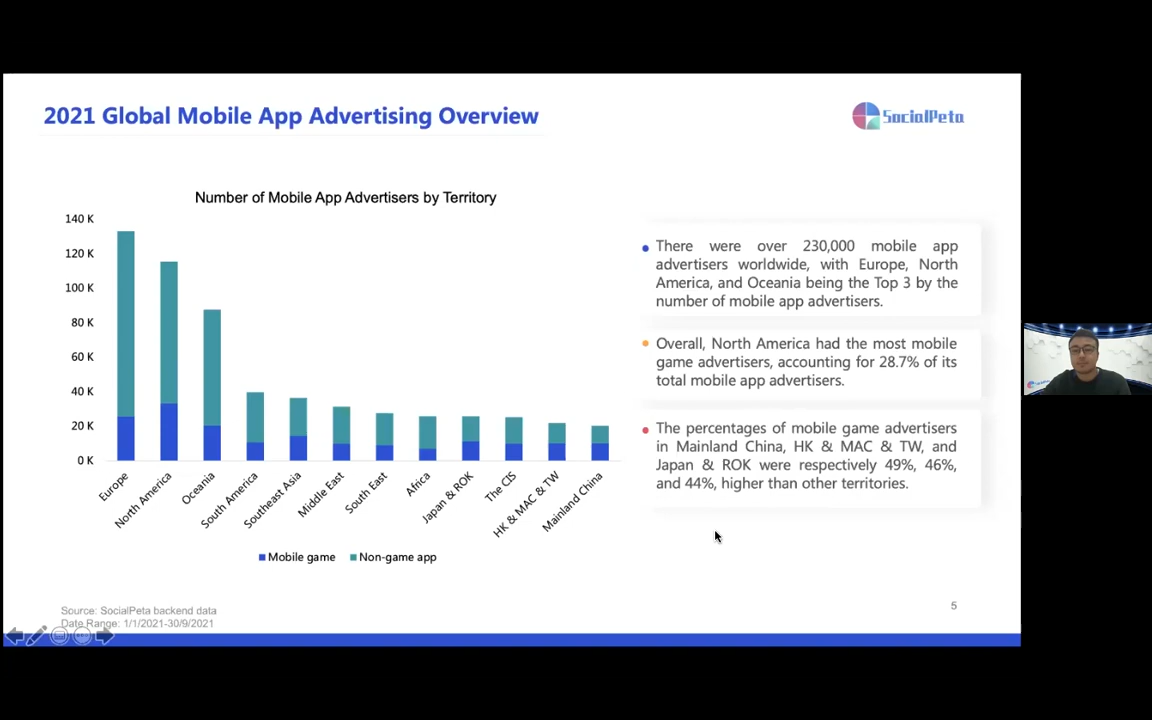 2021 Global Mobile App Advertising Overview
SocialPeta
Number of Mobile App Advertisers by Territory
140 K
120 K
100 K
80 K
60 K
40 K
20 K
0 K
Europe
North America
Oceania
South America
Southeast Asia
Middle East
South East
Africa
Japan & ROK
The CIS
HK & MAC & TW
Mainland China
Mobile game
Non-game app
There were over 230,000 mobile app
advertisers worldwide, with Europe, North
America, and Oceania being the Top 3 by the
number of mobile app advertisers.
Overall, North America had the most mobile
game advertisers, accounting for 28.7% of its
total mobile app advertisers.
The percentages of mobile game advertisers
in Mainland China, HK & MAC & TW, and
Japan & ROK were respectively 49%, 46%,
and 44%, higher than other territories.
Source: SocialPeta backend data
Date Range: 1/1/2021-30/9/2021
5